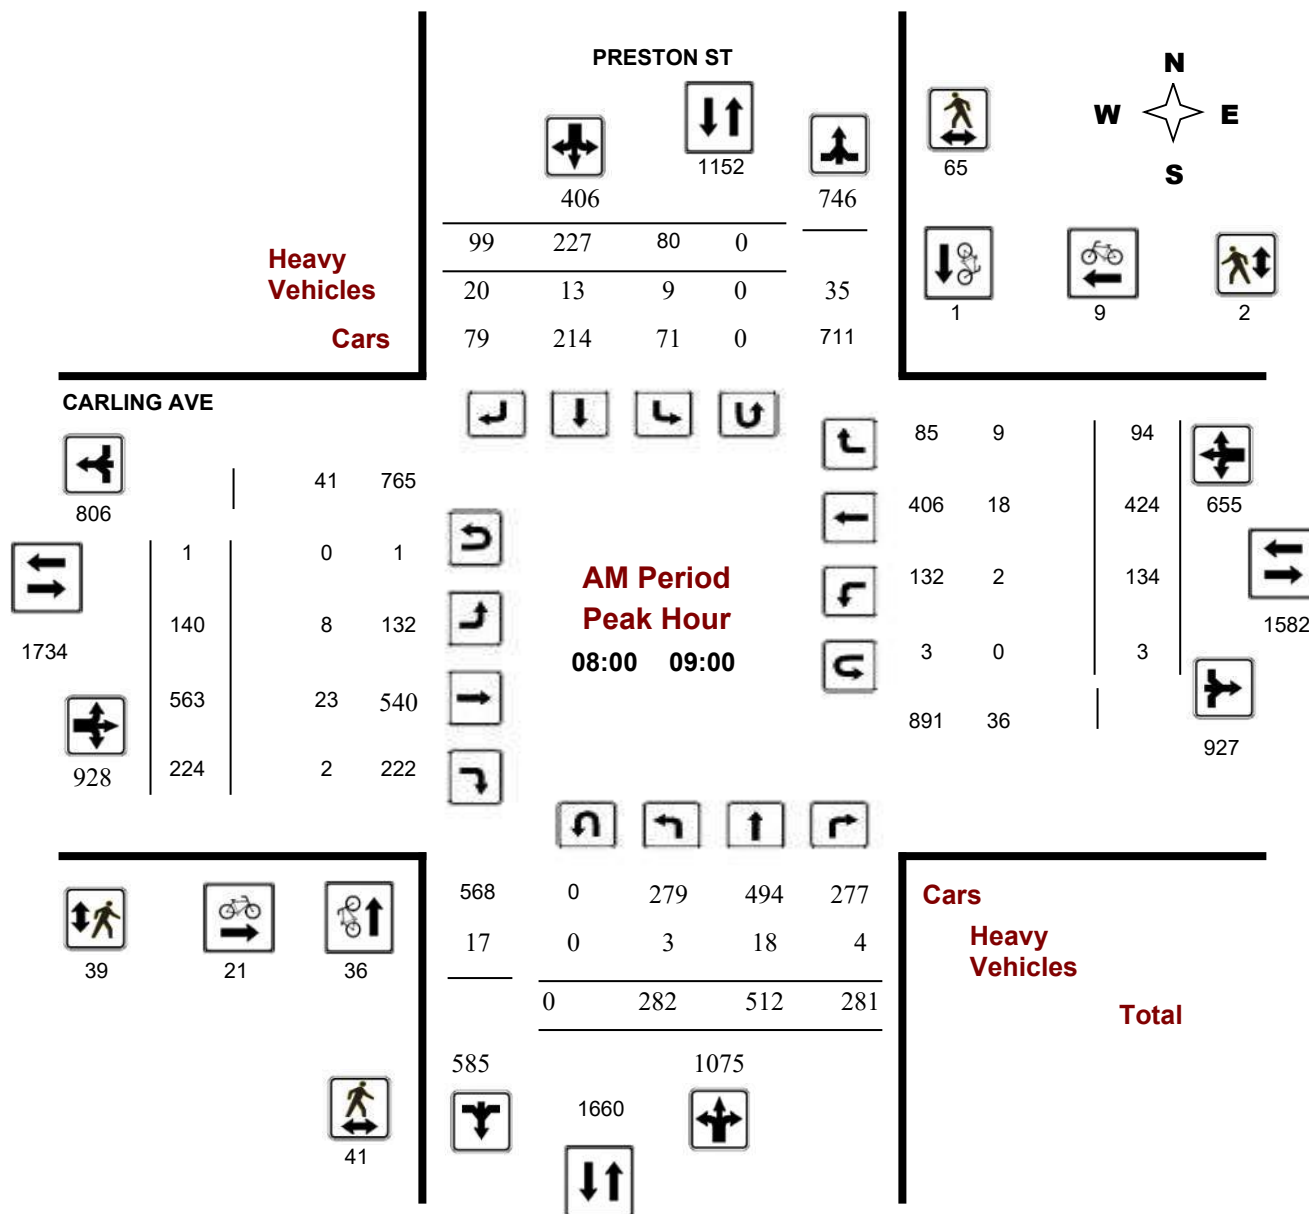 PRESTON ST
N
W E
S
1152
65
406 746
99 227 80 0
Heavy
Vehicles 20 13 9 0 35
Cars 79 214 71 0 711
1 9 2
CARLING AVE
85 9 94
41 765
806
406 18 424 655
1 0 1
AM Period
Peak Hour
08:00 09:00
132 2 134
140 8 132
1734
1582
3 0 3
563 23 540
891 36
927
928 224 2 222
568 0 279 494 277
Cars
17 0 3 18 4
Heavy
Vehicles
39 21 36
0 282 512 281
Total
585 1075
1660
41